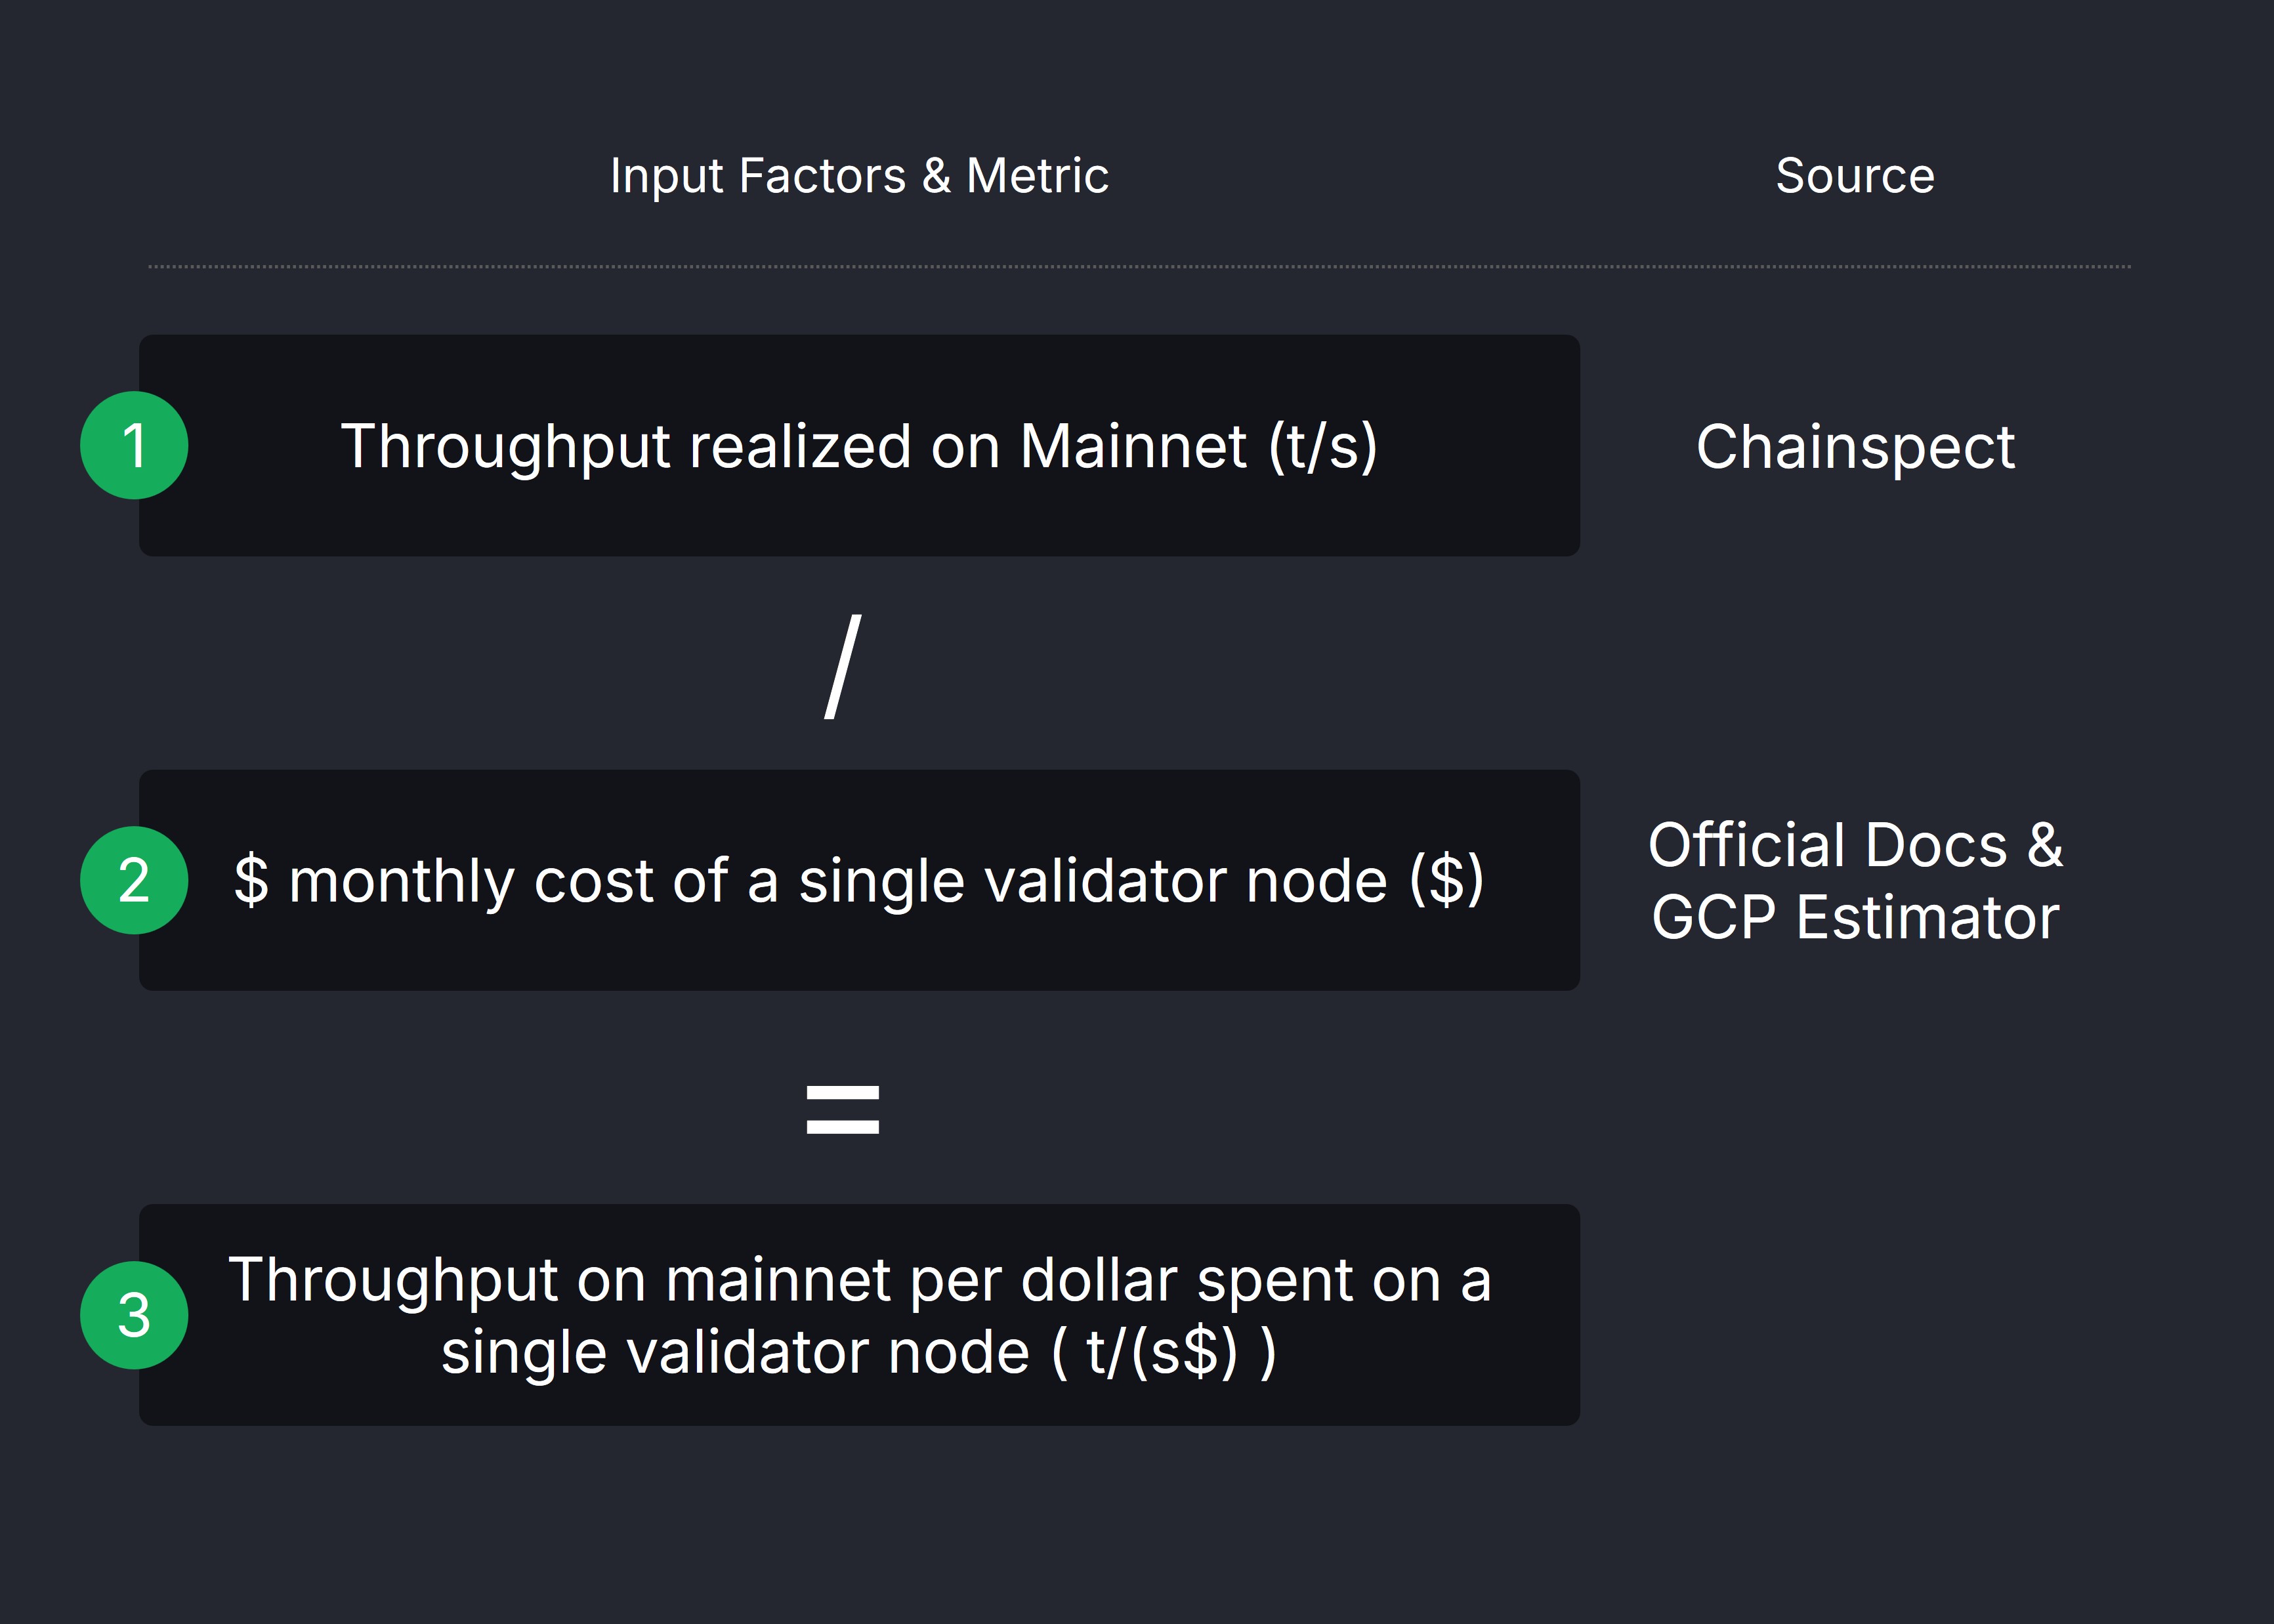 Input Factors & Metric
Source
1
Throughput realized on Mainnet (t/s)
Chainspect
/
2
$ monthly cost of a single validator node ($)
Official Docs &
GCP Estimator
=
3
Throughput on mainnet per dollar spent on a
single validator node ( t/(s$) )